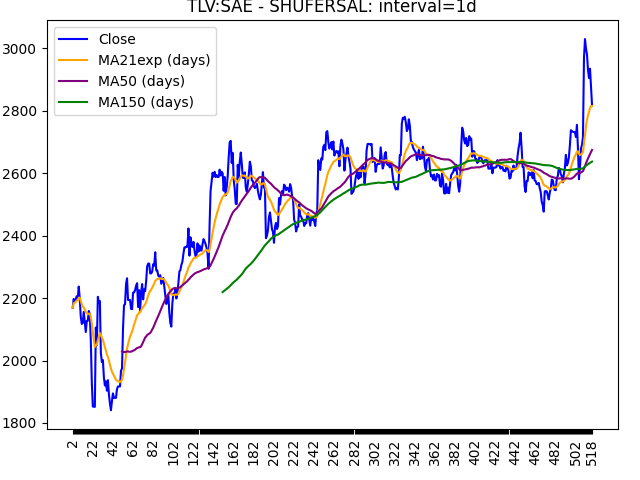 TLV:SAE - SHUFERSAL: interval=1d
Close
MA21exp (days)
MA50 (days)
MA150 (days)
3000
2800
2600
2400
2200
2000
1800
2 22 42 62 82 102 122 142 162 182 202 222 242 262 282 302 322 342 362 382 402 422 442 462 482 502 518